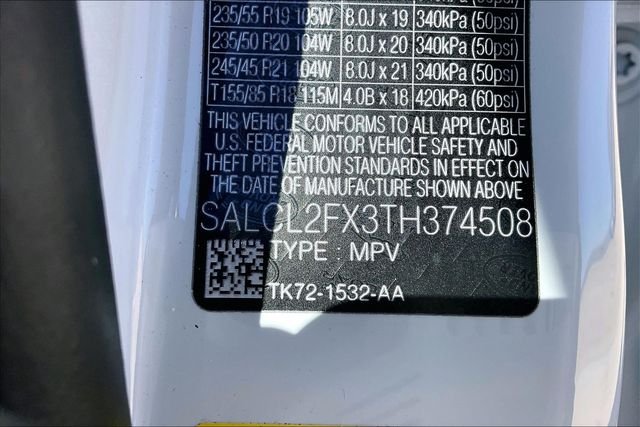 235/55 R19 105W 8.0J x 19 340kPa (50psi)
235/50 R20 104W 8.0J x 20 340kPa (50psi)
245/45 R21 104W 8.0J x 21 340kPa (50psi)
T155/85 R18 115M 4.0B x 18 420kPa (60psi)
THIS VEHICLE CONFORMS TO ALL APPLICABLE
U.S. FEDERAL MOTOR VEHICLE SAFETY AND
THEFT PREVENTION STANDARDS IN EFFECT ON
THE DATE OF MANUFACTURE SHOWN ABOVE
SALCL2FX3TH374508
TYPE : MPV
TK72-1532-AA